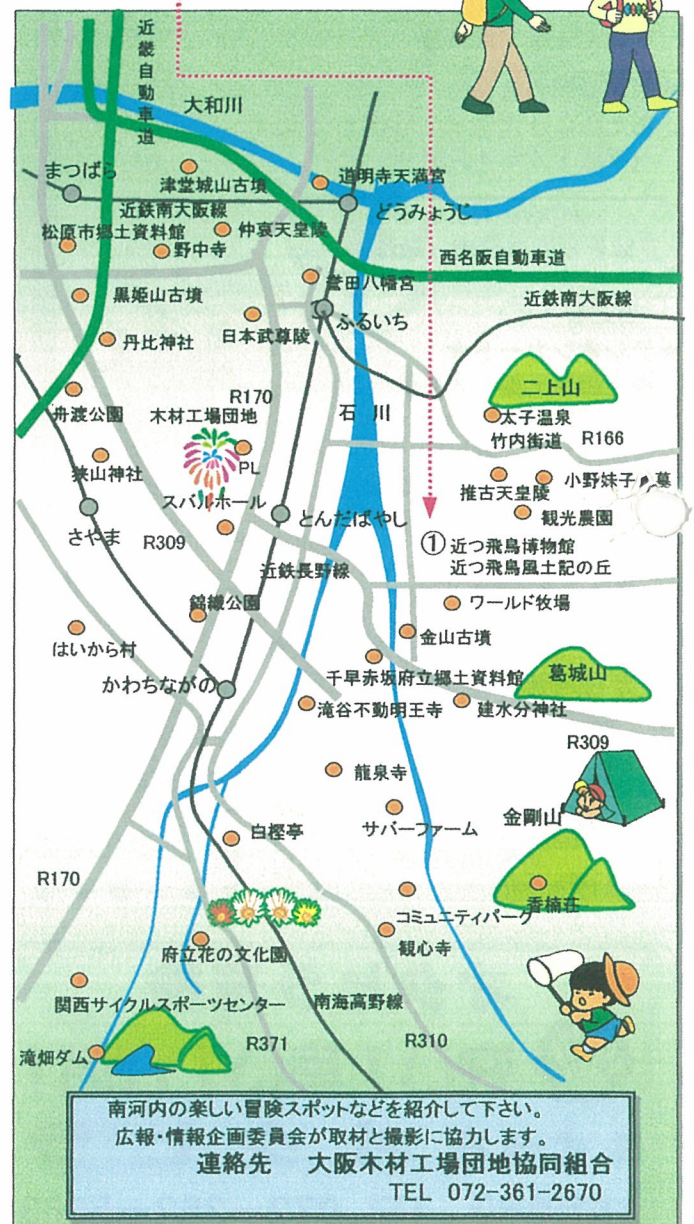 近畿自動車道
大和川
まつばら
津堂城山古墳
道明寺天満宮
近鉄南大阪線
どうみょうじ
松原市郷土資料館
仲哀天皇陵
野中寺
西名阪自動車道
誉田八幡宮
黒姫山古墳
近鉄南大阪線
ふるいち
日本武尊陵
丹比神社
二上山
R170
舟渡公園
木材工場団地
石川
太子温泉
竹内街道 R166
狭山神社
PL
推古天皇陵
小野妹子 墓
スバルホール
とんだばやし
観光農園
さやま
R309
① 近つ飛鳥博物館
近つ飛鳥風土記の丘
近鉄長野線
錦織公園
ワールド牧場
はいから村
金山古墳
千早赤坂府立郷土資料館
葛城山
かわちながの
滝谷不動明王寺
建水分神社
R309
龍泉寺
金剛山
サバーファーム
白樫亭
R170
香楠荘
コミュニティパーク
観心寺
府立花の文化園
関西サイクルスポーツセンター
南海高野線
R371
R310
滝畑ダム
南河内の楽しい冒険スポットなどを紹介して下さい。
広報・情報企画委員会が取材と撮影に協力します。
連絡先 大阪木材工場団地協同組合
TEL 072-361-2670